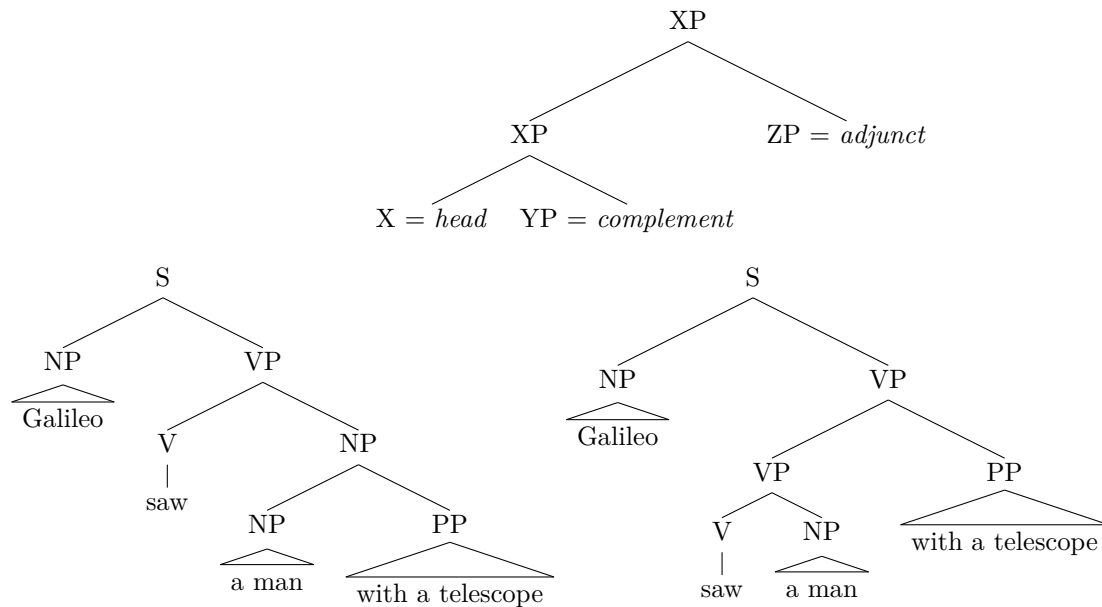 XP
XP ZP = adjunct
X = head YP = complement
S
NP VP
Galileo
V NP
saw
NP PP
a man with a telescope
S
NP VP
Galileo
VP PP
with a telescope
V NP
saw a man